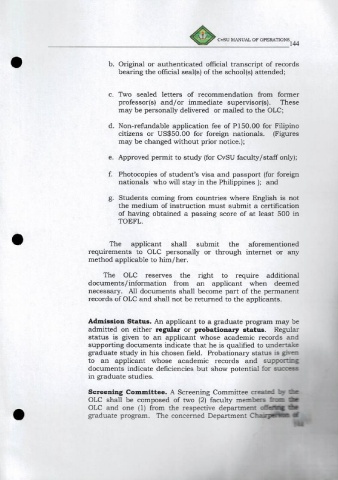 CvSU MANUAL OF OPERATIONS 144
b. Original or authenticated official transcript of records
bearing the official seal(s) of the school(s) attended;
c. Two sealed letters of recommendation from former
professor(s) and/or immediate supervisor(s). These
may be personally delivered or mailed to the OLC;
d. Non-refundable application fee of P150.00 for Filipino
citizens or US$50.00 for foreign nationals. (Figures
may be changed without prior notice.);
e. Approved permit to study (for CvSU faculty/staff only);
f. Photocopies of student's visa and passport (for foreign
nationals who will stay in the Philippines ); and
g. Students coming from countries where English is not
the medium of instruction must submit a certification
of having obtained a passing score of at least 500 in
TOEFL.
The applicant shall submit the aforementioned
requirements to OLC personally or through internet or any
method applicable to him/her.
The OLC reserves the right to require additional
documents/information from an applicant when deemed
necessary. All documents shall become part of the permanent
records of OLC and shall not be returned to the applicants.
Admission Status. An applicant to a graduate program may be
admitted on either regular or probationary status. Regular
status is given to an applicant whose academic records and
supporting documents indicate that he is qualified to undertake
graduate study in his chosen field. Probationary status is given
to an applicant whose academic records and supporting
documents indicate deficiencies but show potential for success
in graduate studies.
Screening Committee. A Screening Committee created by the
OLC shall be composed of two (2) faculty members from the
OLC and one (1) from the respective department offering the
graduate program. The concerned Department Chairperson of